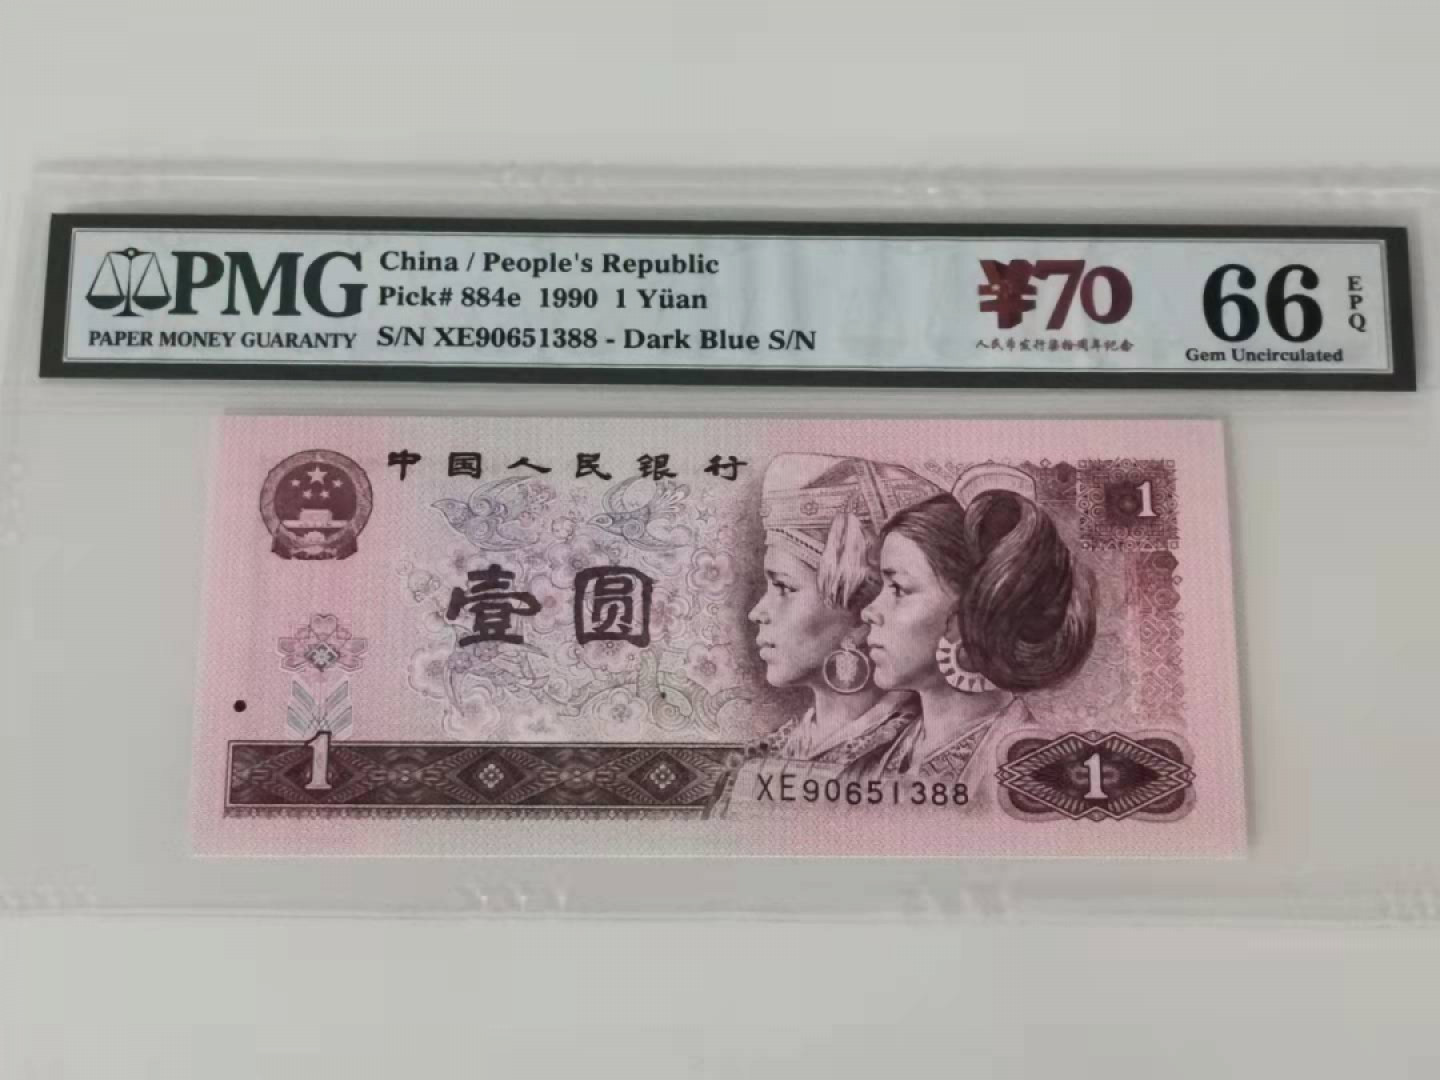 PMG
PAPER MONEY GUARANTY
China / People's Republic
Pick# 884e 1990 1 Yüan
S/N XE90651388 - Dark Blue S/N
¥70
人民币发行柒拾周年纪念
66
EPQ
Gem Uncirculated
中国人民银行
1
壹圆
1
XE90651388
1